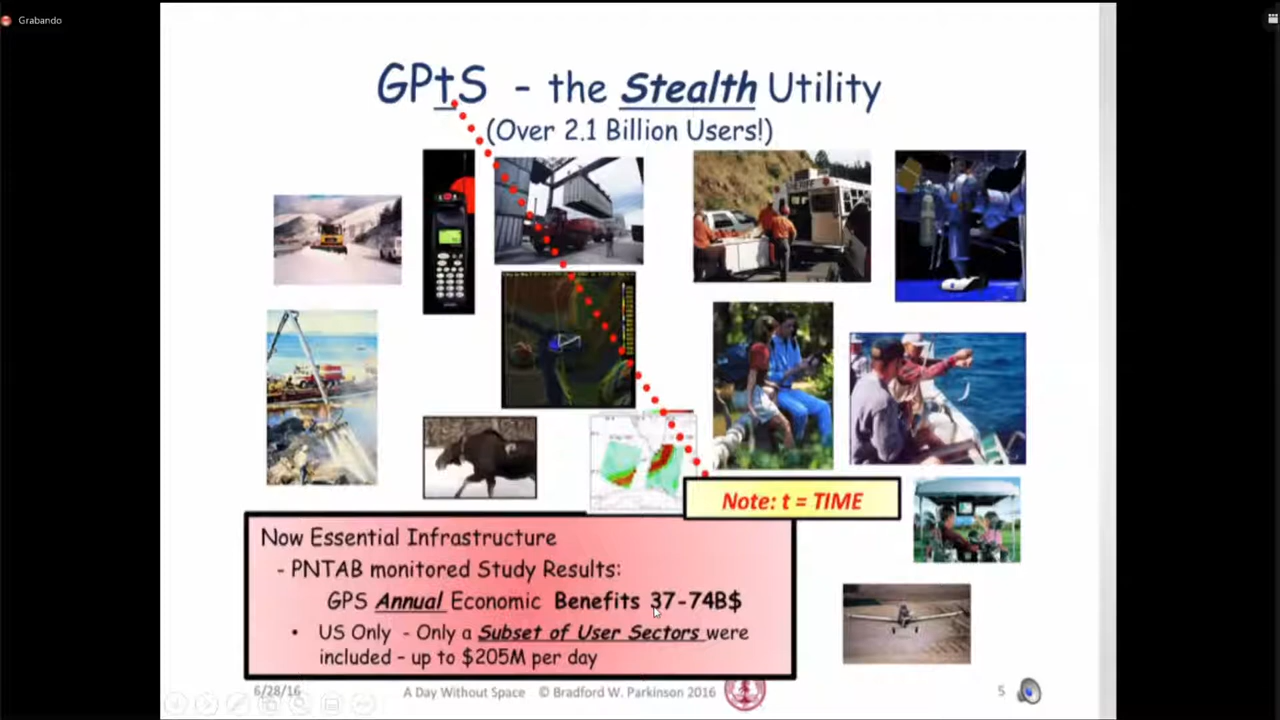 Grabando
GPtS - the Stealth Utility
(Over 2.1 Billion Users!)
SHERIFF
Note: t = TIME
Now Essential Infrastructure
- PNTAB monitored Study Results:
GPS Annual Economic Benefits 37-74B$
• US Only - Only a Subset of User Sectors were
included - up to $205M per day
6/28/16
A Day Without Space © Bradford W. Parkinson 2016
5